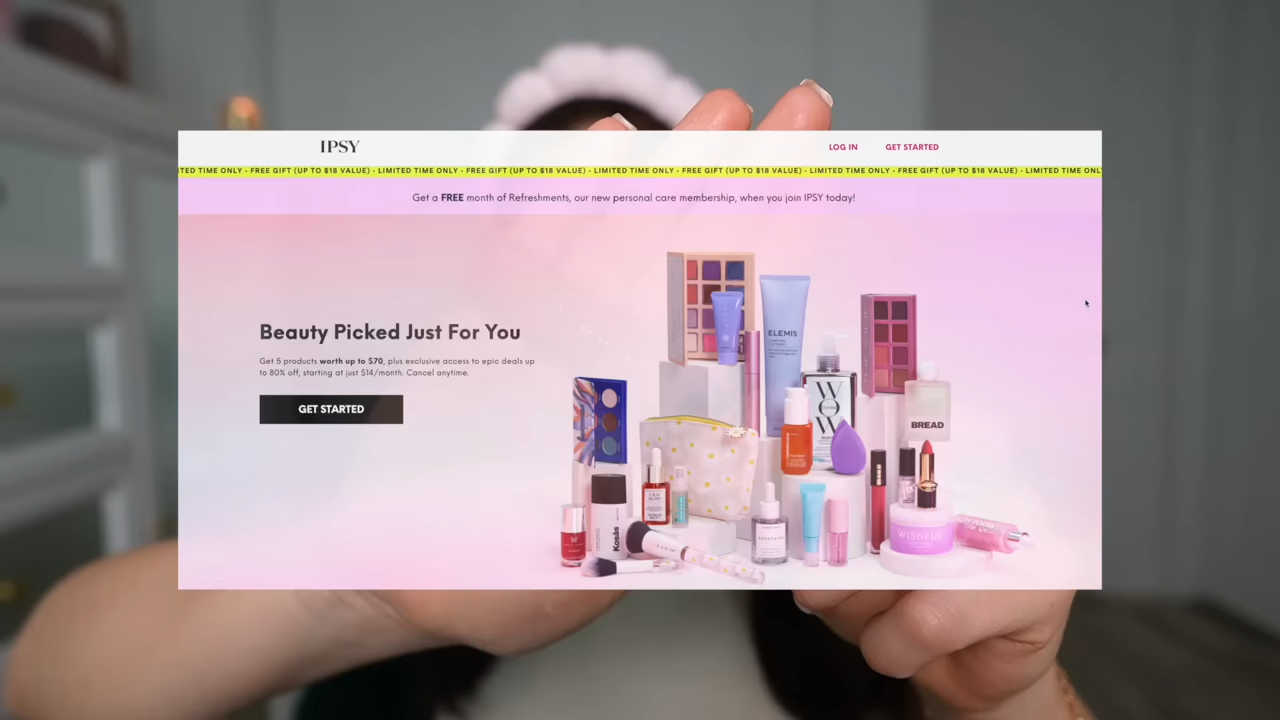 IPSY
LOG IN
GET STARTED
ITED TIME ONLY • FREE GIFT (UP TO $18 VALUE) • LIMITED TIME ONLY • FREE GIFT (UP TO $18 VALUE) • LIMITED TIME ONLY • FREE GIFT (UP TO $18 VALUE) • LIMITED TIME ONLY • FREE GIFT (UP TO $18 VALUE) • LIMITED TIME ONL
Get a FREE month of Refreshments, our new personal care membership, when you join IPSY today!
Beauty Picked Just For You
Get 5 products worth up to $70, plus exclusive access to epic deals up
to 80% off, starting at just $14/month. Cancel anytime.
GET STARTED
ELEMIS
WOW
BREAD
Kosas
WISHFUL